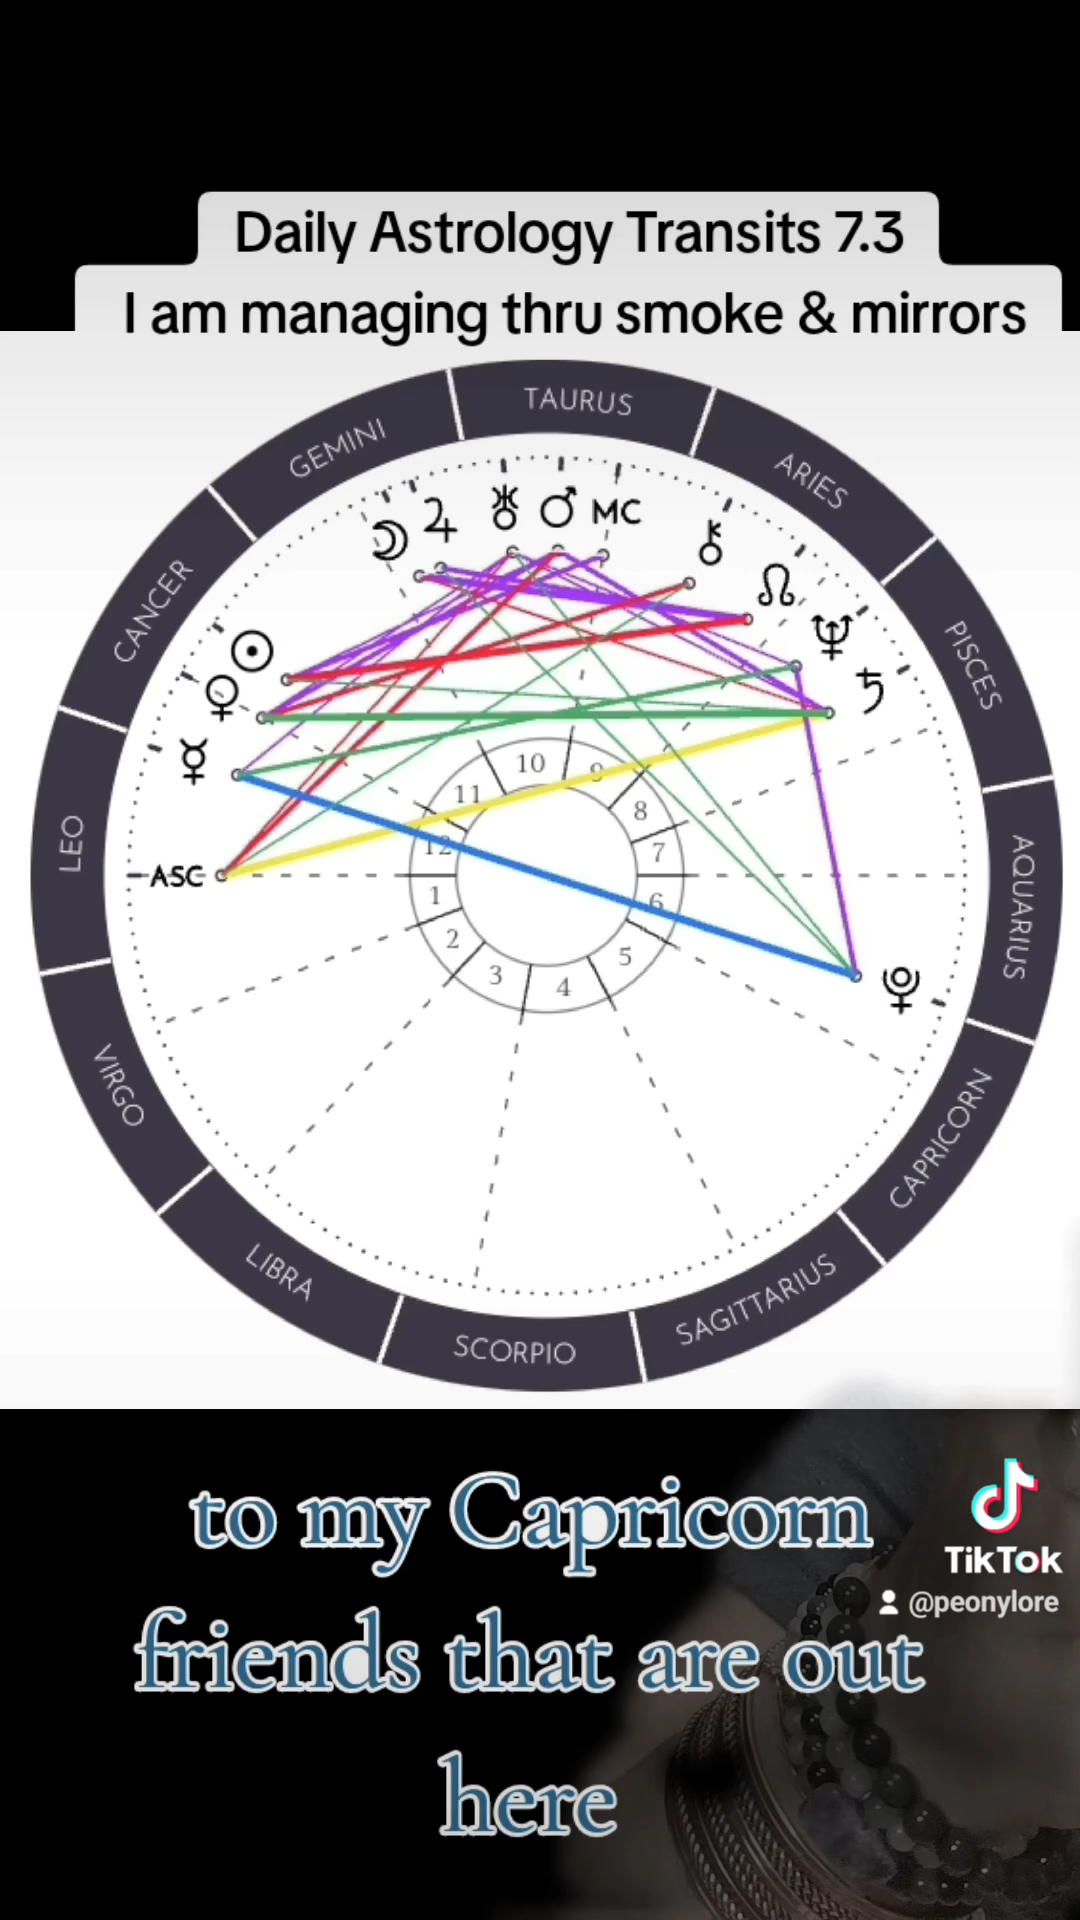 Daily Astrology Transits 7.3
I am managing thru smoke & mirrors
TAURUS
GEMINI
ARIES
MC
CANCER
PISCES
10
9
11
8
12
7
LEO
AQUARIUS
ASC
1
6
2
5
3
4
VIRGO
CAPRICORN
LIBRA
SAGITTARIUS
SCORPIO
to my Capricorn
friends that are out
here
TikTok
@peonylore